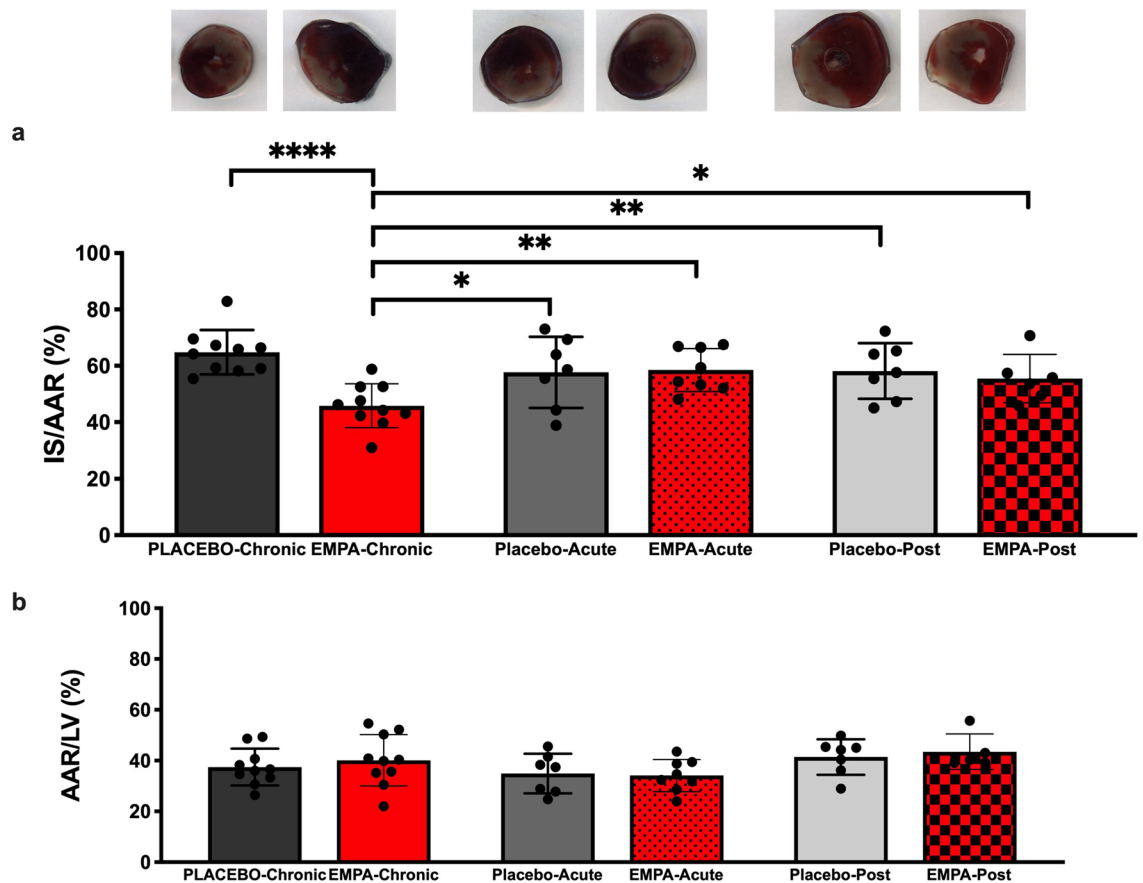 a
****
*
**
**
*
IS/AAR (%)
100
80
60
40
20
0
PLACEBO-Chronic EMPA-Chronic Placebo-Acute EMPA-Acute Placebo-Post EMPA-Post
b
AAR/LV (%)
100
80
60
40
20
0
PLACEBO-Chronic EMPA-Chronic Placebo-Acute EMPA-Acute Placebo-Post EMPA-Post